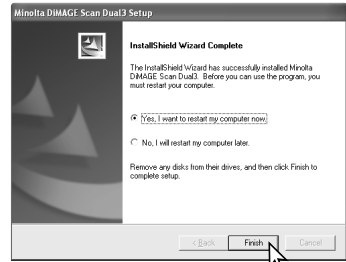 Minolta DiMAGE Scan Dual3 Setup
InstallShield Wizard Complete
The InstallShield Wizard has successfully installed Minolta
DiMAGE Scan Dual3. Before you can use the program, you
must restart your computer.
Yes, I want to restart my computer now.
No, I will restart my computer later.
Remove any disks from their drives, and then click Finish to
complete setup.
< Back Finish Cancel